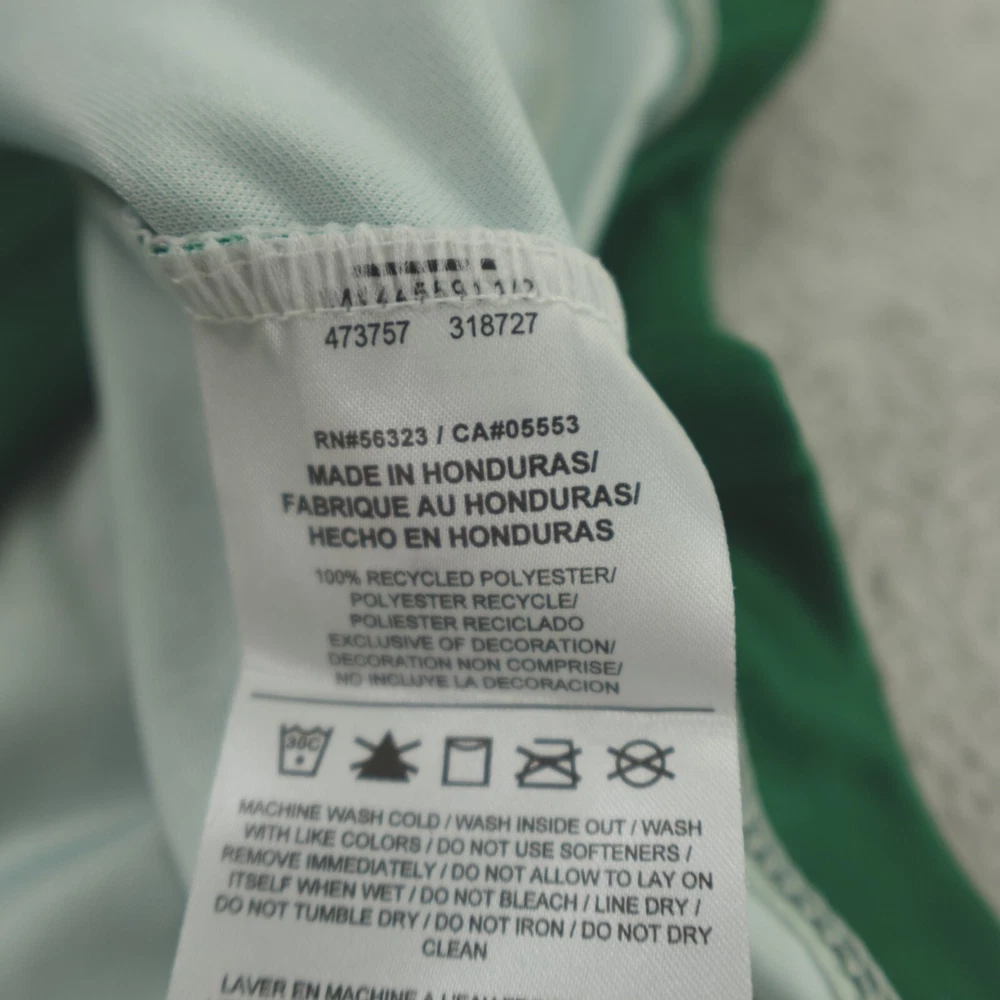 473757 318727
RN#56323 / CA#05553
MADE IN HONDURAS/
FABRIQUE AU HONDURAS/
HECHO EN HONDURAS
100% RECYCLED POLYESTER/
POLYESTER RECYCLE/
POLIESTER RECICLADO
EXCLUSIVE OF DECORATION/
DECORATION NON COMPRISE/
NO INCLUYE LA DECORACION
30C
MACHINE WASH COLD / WASH INSIDE OUT / WASH
WITH LIKE COLORS / DO NOT USE SOFTENERS /
REMOVE IMMEDIATELY / DO NOT ALLOW TO LAY ON
ITSELF WHEN WET / DO NOT BLEACH / LINE DRY /
DO NOT TUMBLE DRY / DO NOT IRON / DO NOT DRY
CLEAN
LAVER EN MACHINE A